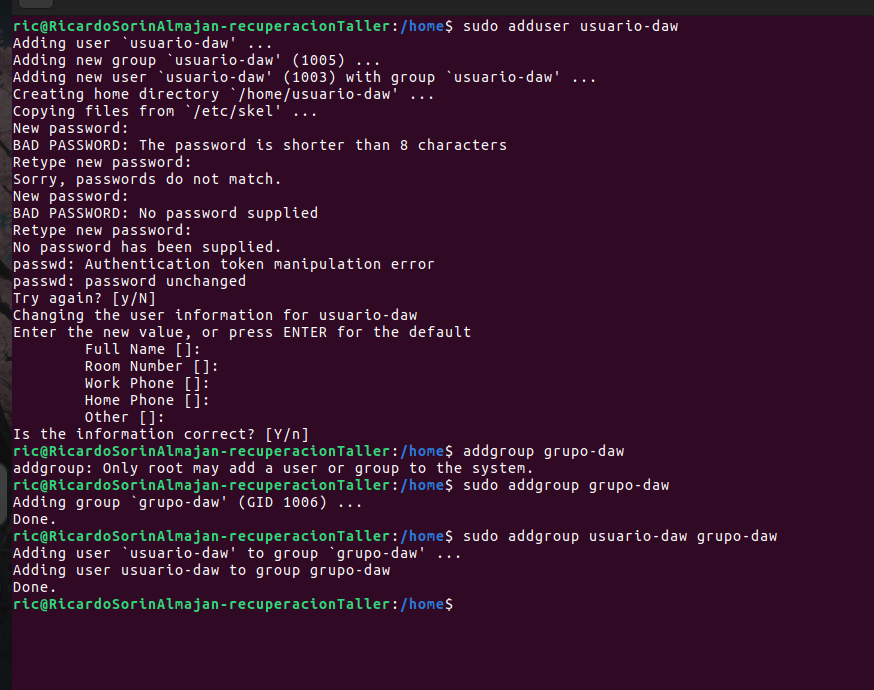 ric@RicardoSorinAlmajan-recuperacionTaller:/home$ sudo adduser usuario-daw
Adding user `usuario-daw' ...
Adding new group `usuario-daw' (1005) ...
Adding new user `usuario-daw' (1003) with group `usuario-daw' ...
Creating home directory `/home/usuario-daw' ...
Copying files from `/etc/skel' ...
New password:
BAD PASSWORD: The password is shorter than 8 characters
Retype new password:
Sorry, passwords do not match.
New password:
BAD PASSWORD: No password supplied
Retype new password:
No password has been supplied.
passwd: Authentication token manipulation error
passwd: password unchanged
Try again? [y/N]
Changing the user information for usuario-daw
Enter the new value, or press ENTER for the default
        Full Name []:
        Room Number []:
        Work Phone []:
        Home Phone []:
        Other []:
Is the information correct? [Y/n]
ric@RicardoSorinAlmajan-recuperacionTaller:/home$ addgroup grupo-daw
addgroup: Only root may add a user or group to the system.
ric@RicardoSorinAlmajan-recuperacionTaller:/home$ sudo addgroup grupo-daw
Adding group `grupo-daw' (GID 1006) ...
Done.
ric@RicardoSorinAlmajan-recuperacionTaller:/home$ sudo addgroup usuario-daw grupo-daw
Adding user `usuario-daw' to group `grupo-daw' ...
Adding user usuario-daw to group grupo-daw
Done.
ric@RicardoSorinAlmajan-recuperacionTaller:/home$